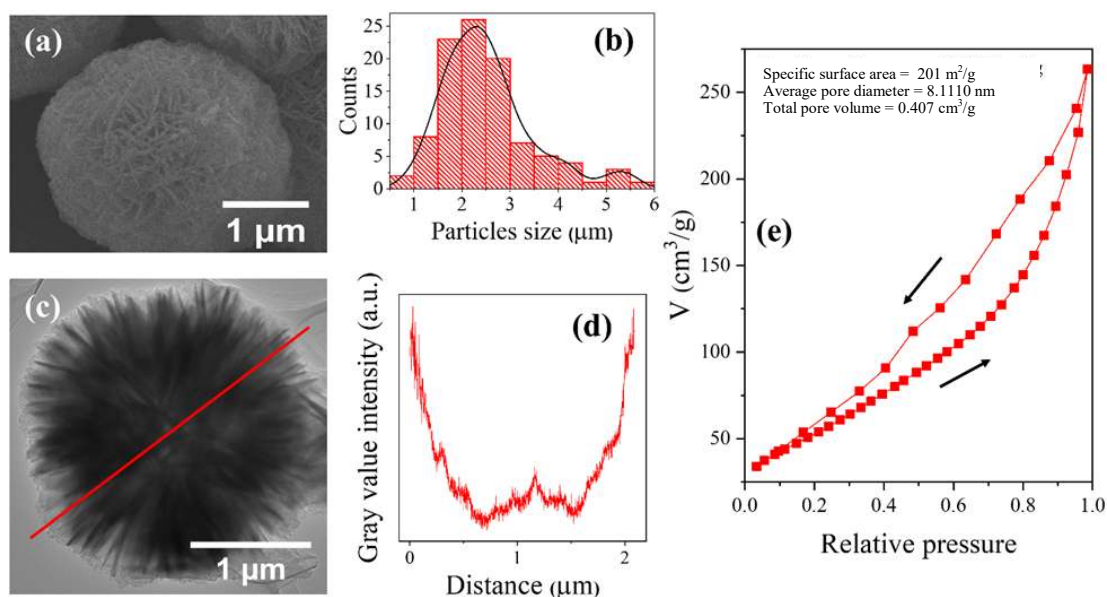 (a)
1 µm
(b)
25
20
15
10
5
0
Counts
1 2 3 4 5 6
Particles size (µm)
(c)
1 µm
(d)
Gray value intensity (a.u.)
0 1 2
Distance (µm)
Specific surface area = 201 m²/g
Average pore diameter = 8.1110 nm
Total pore volume = 0.407 cm³/g
(e)
250
200
150
100
50
V (cm³/g)
0.0 0.2 0.4 0.6 0.8 1.0
Relative pressure